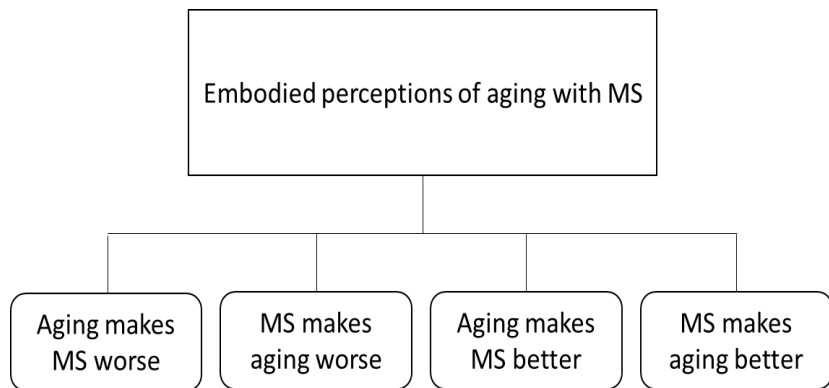 Embodied perceptions of aging with MS
Aging makes
MS worse
MS makes
aging worse
Aging makes
MS better
MS makes
aging better